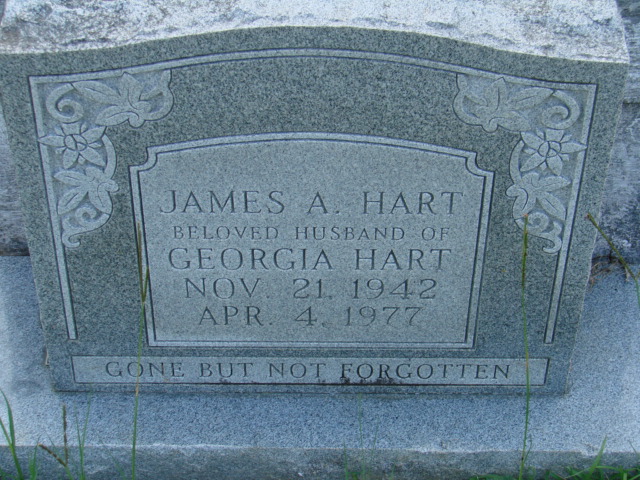 JAMES A. HART
BELOVED HUSBAND OF
GEORGIA HART
NOV. 21, 1942
APR. 4, 1977
GONE BUT NOT FORGOTTEN